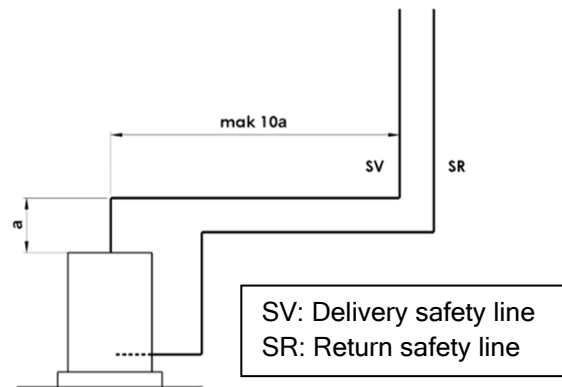 mak 10a
SV
SR
a
SV: Delivery safety line
SR: Return safety line